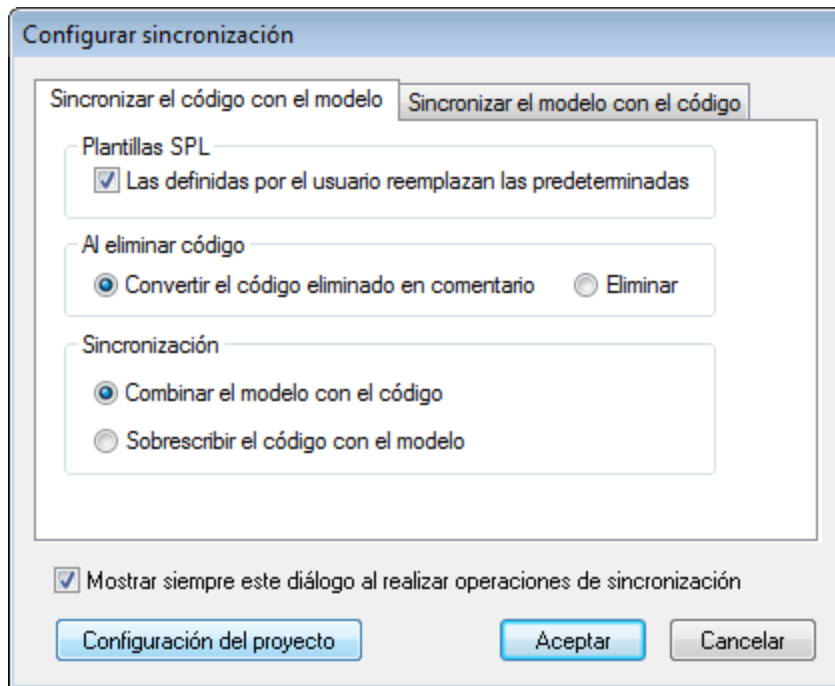 Configurar sincronización
Sincronizar el código con el modelo
Sincronizar el modelo con el código
Plantillas SPL
Las definidas por el usuario reemplazan las predeterminadas
Al eliminar código
Convertir el código eliminado en comentario
Eliminar
Sincronización
Combinar el modelo con el código
Sobrescribir el código con el modelo
Mostrar siempre este diálogo al realizar operaciones de sincronización
Configuración del proyecto
Aceptar
Cancelar